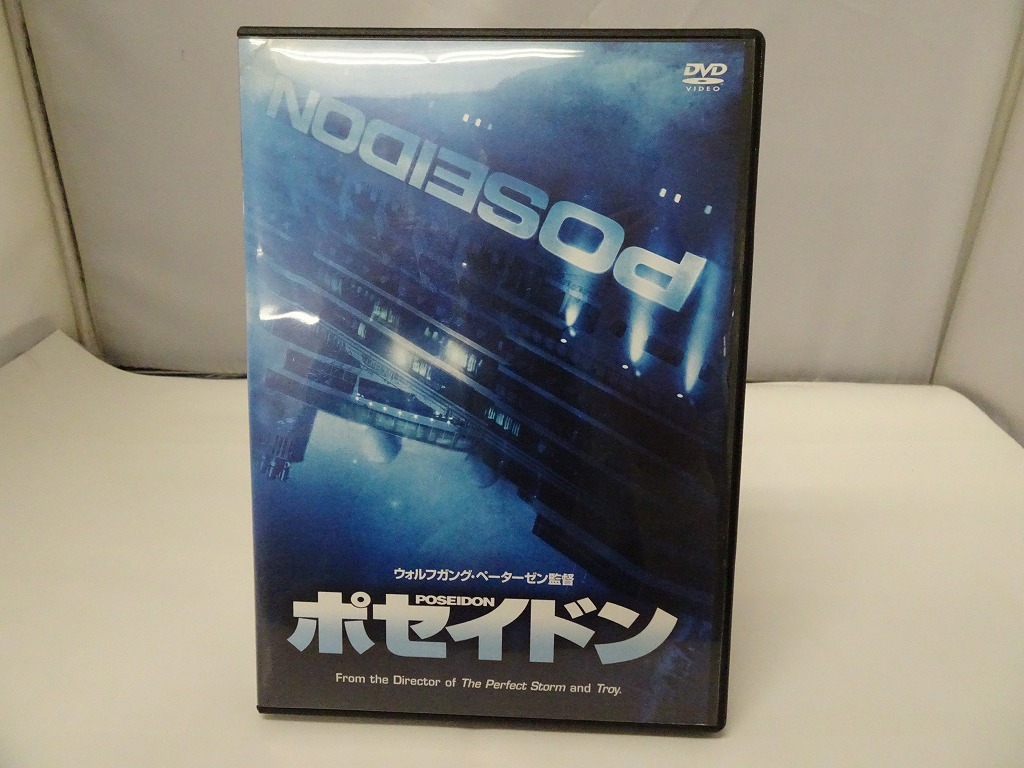 DVD
VIDEO
POSEIDON
ウォルフガング・ペーターゼン監督
POSEIDON
ポセイドン
From the Director of The Perfect Storm and Troy.